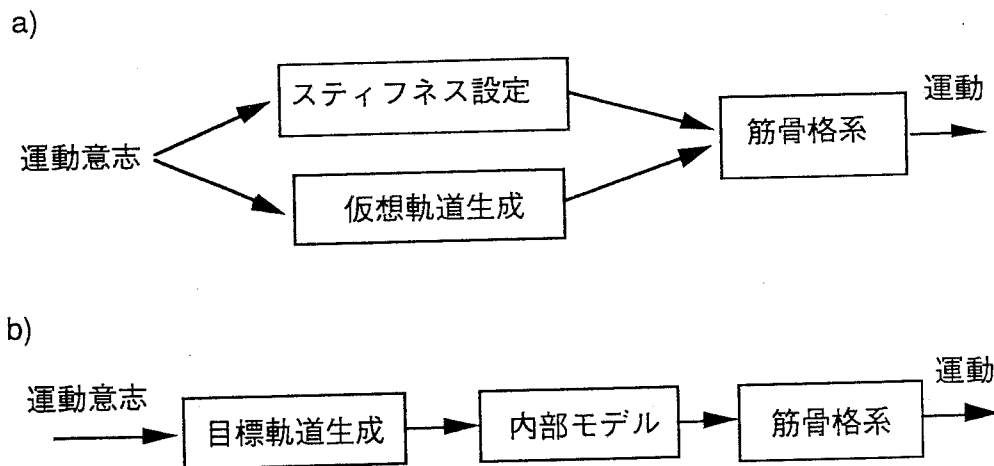 a)
スティフネス設定
運動
運動意志
筋骨格系
仮想軌道生成
b)
運動意志
運動
目標軌道生成
内部モデル
筋骨格系